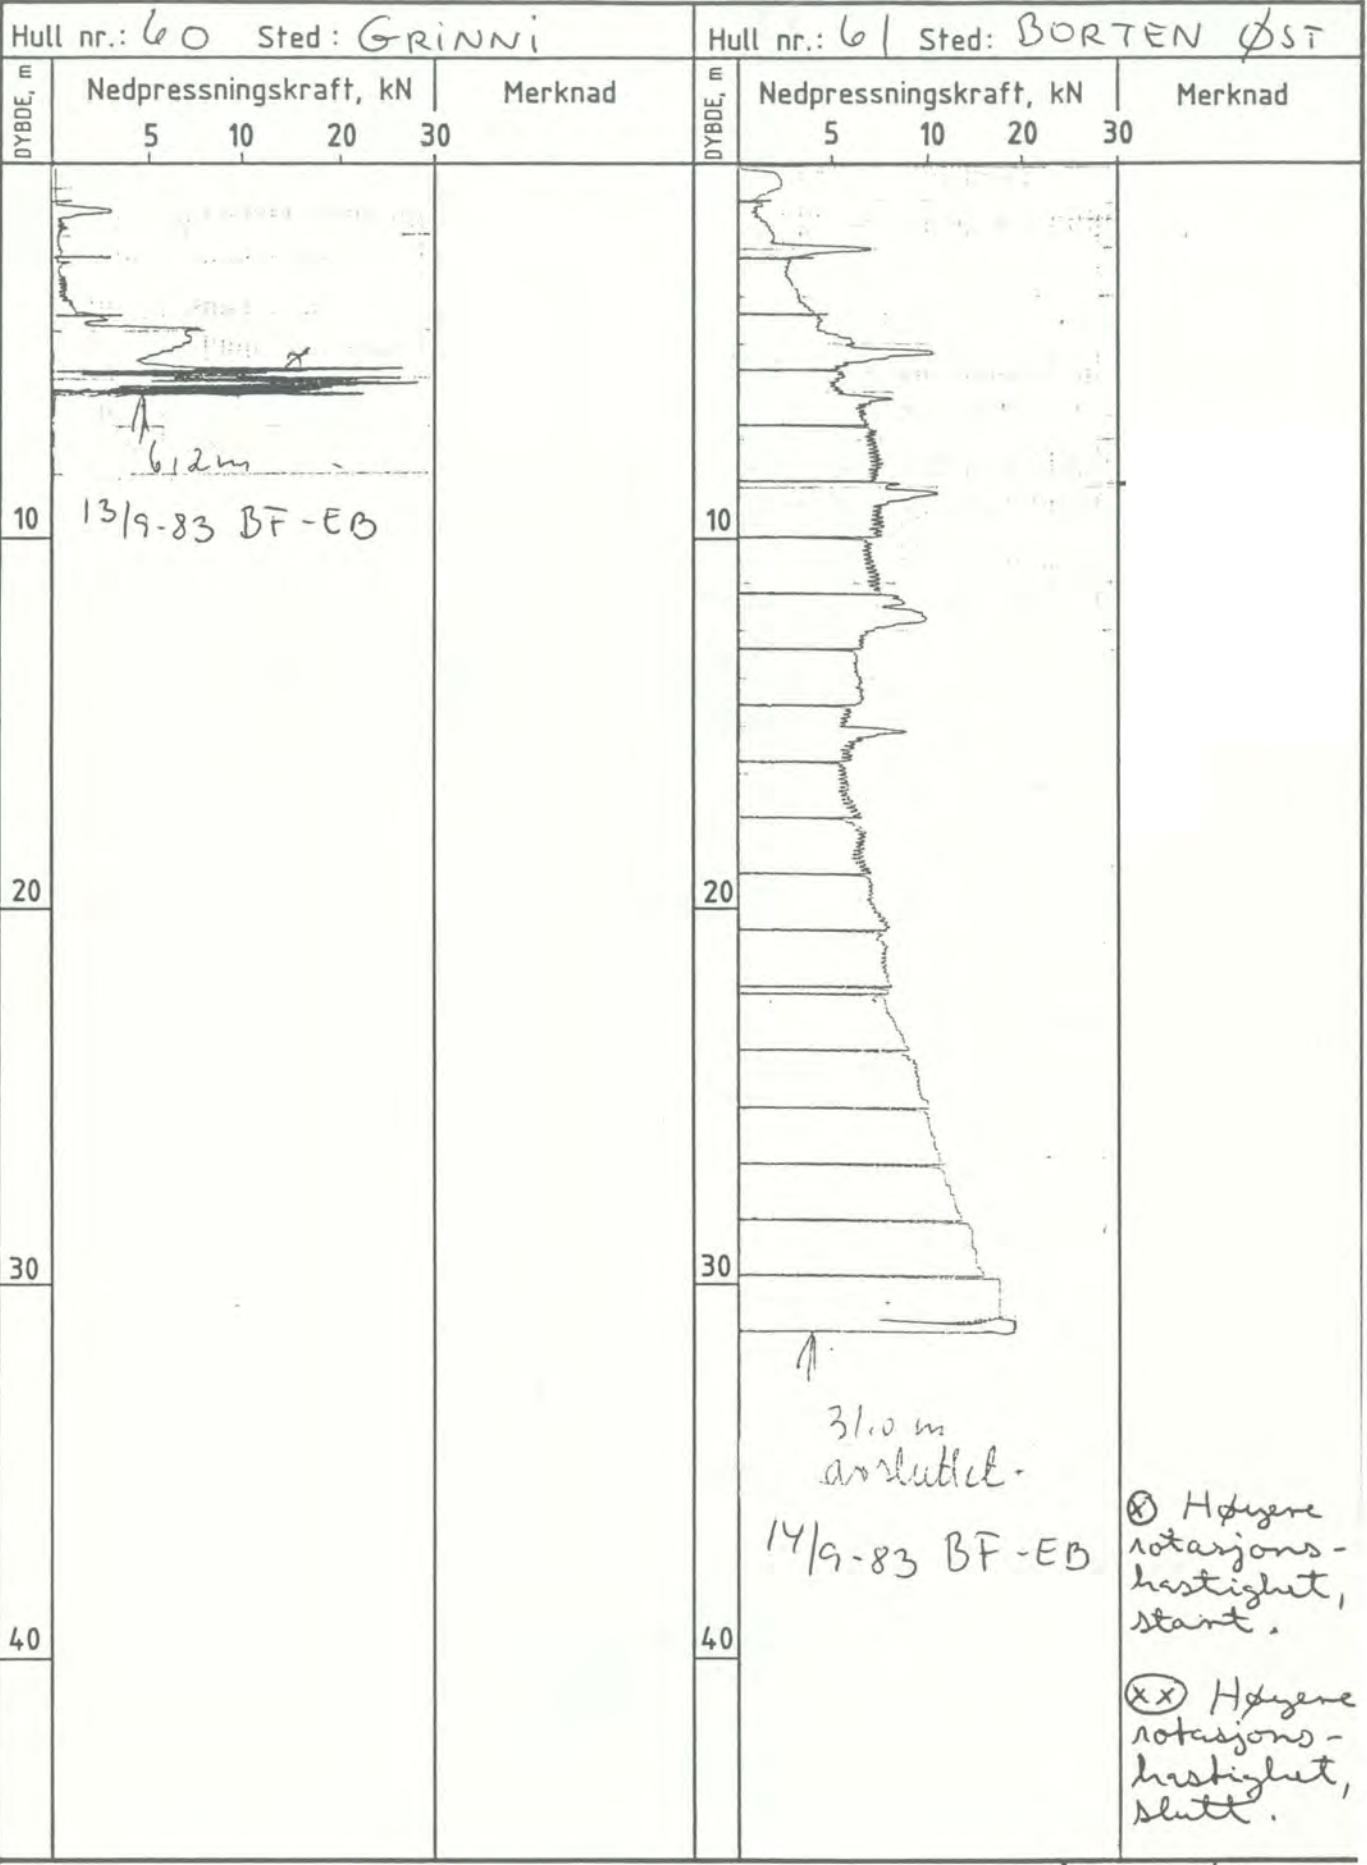 Hull nr.: 60 Sted: GRINNI
DYBDE, m
Nedpressningskraft, kN
Merknad
5 10 20 30
x
6,2m
13/9-83 BF-EB
10
20
30
40
Hull nr.: 61 Sted: BORTEN ØST
DYBDE, m
Nedpressningskraft, kN
Merknad
5 10 20 30
10
20
30
31.0 m
avsluttet.
14/9-83 BF-EB
40
ⓧ Høyere
rotasjons-
hastighet,
start.
(xx) Høyere
rotasjons-
hastighet,
slutt.